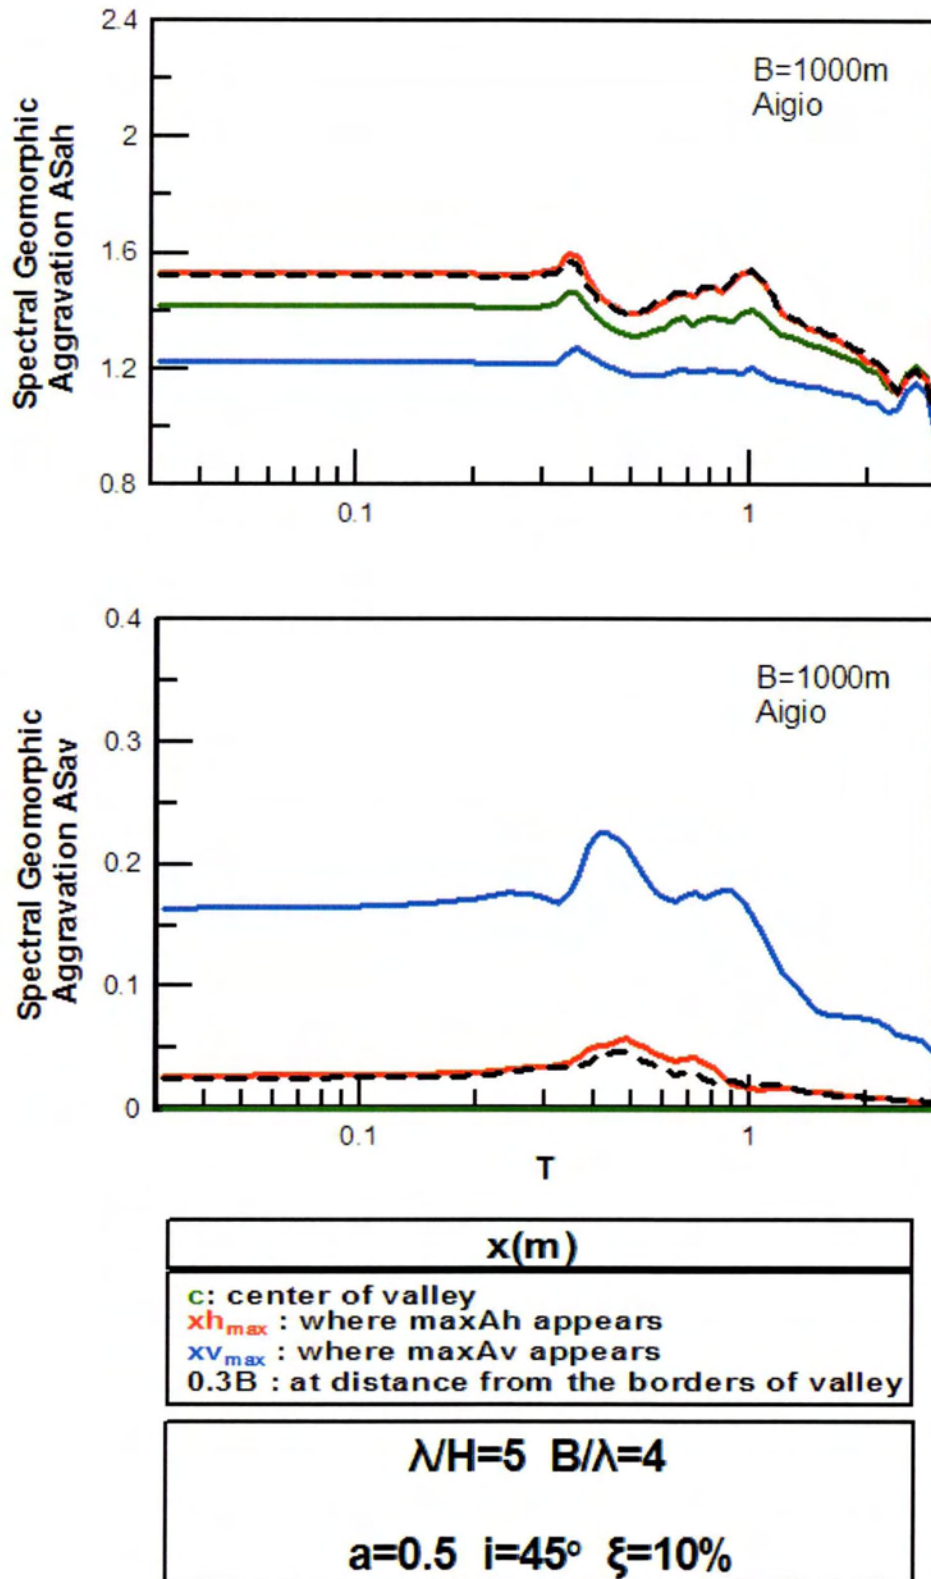 Spectral Geomorphic
Aggravation ASah
2.4
2
1.6
1.2
0.8
B=1000m
Aigio
0.1
1
Spectral Geomorphic
Aggravation ASav
0.4
0.3
0.2
0.1
0
B=1000m
Aigio
0.1
1
T
x(m)
c: center of valley
xhmax : where maxAh appears
xvmax : where maxAv appears
0.3B : at distance from the borders of valley
λ/H=5 B/λ=4
a=0.5 i=45° ξ=10%